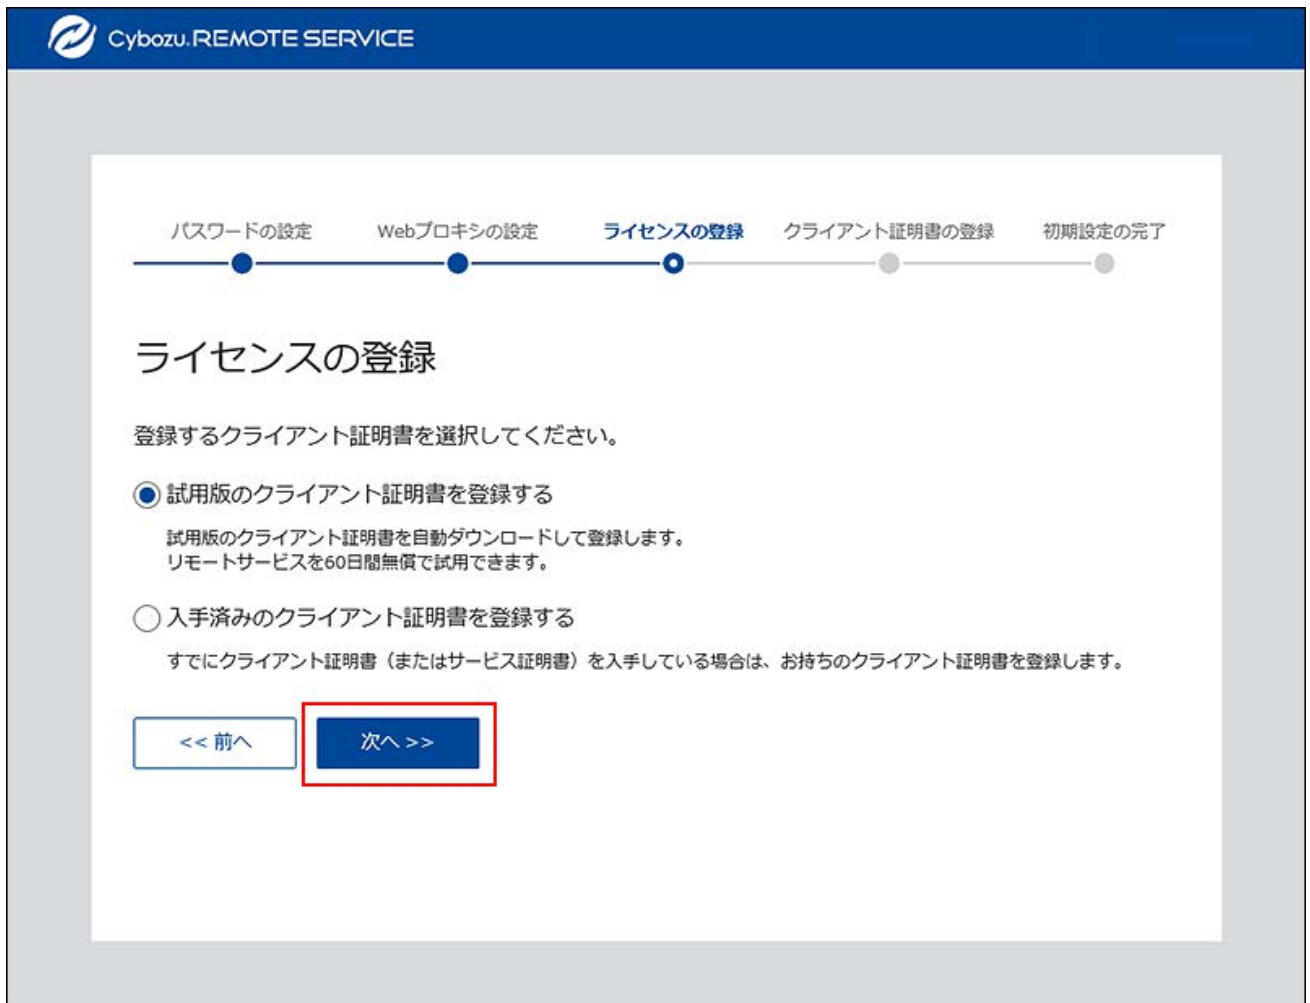 Cybozu. REMOTE SERVICE
パスワードの設定 Webプロキシの設定 ライセンスの登録 クライアント証明書の登録 初期設定の完了
ライセンスの登録
登録するクライアント証明書を選択してください。
試用版のクライアント証明書を登録する
試用版のクライアント証明書を自動ダウンロードして登録します。
リモートサービスを60日間無償で試用できます。
入手済みのクライアント証明書を登録する
すでにクライアント証明書（またはサービス証明書）を入手している場合は、お持ちのクライアント証明書を登録します。
<< 前へ 次へ >>